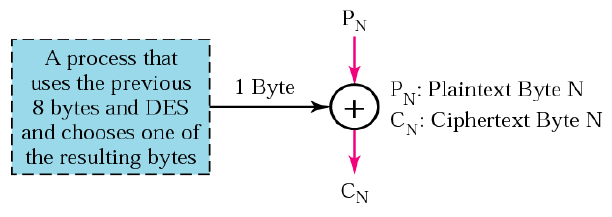 P_N
A process that
uses the previous
8 bytes and DES
and chooses one of
the resulting bytes
1 Byte
+
P_N: Plaintext Byte N
C_N: Ciphertext Byte N
C_N